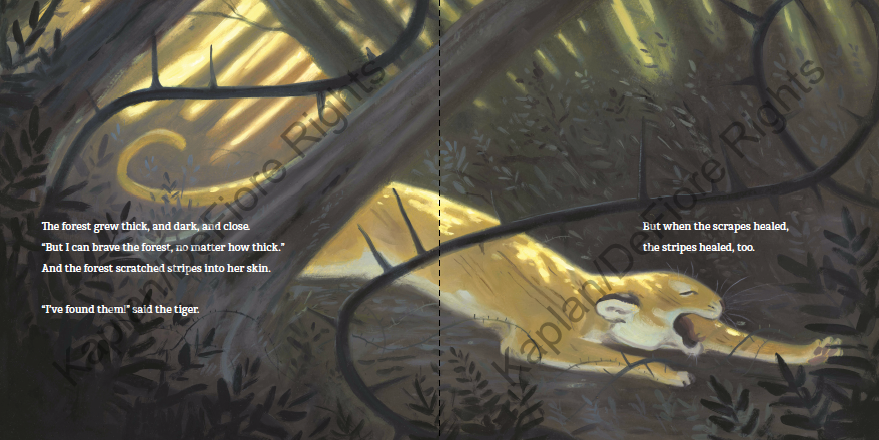 The forest grew thick, and dark, and close.
"But I can brave the forest, no matter how thick."
And the forest scratched stripes into her skin.
"I've found them!" said the tiger.
But when the scrapes healed,
the stripes healed, too.
Kaplan/DeFiore Rights
Kaplan/DeFiore Rights